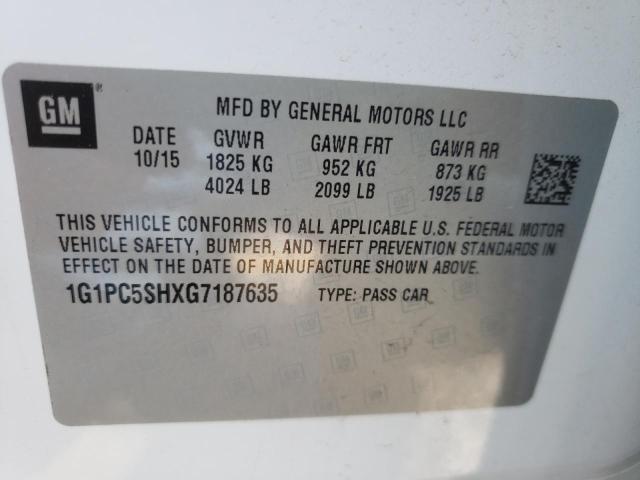 GM®
MFD BY GENERAL MOTORS LLC
DATE GVWR GAWR FRT GAWR RR
10/15 1825 KG 952 KG 873 KG
4024 LB 2099 LB 1925 LB
THIS VEHICLE CONFORMS TO ALL APPLICABLE U.S. FEDERAL MOTOR
VEHICLE SAFETY, BUMPER, AND THEFT PREVENTION STANDARDS IN
EFFECT ON THE DATE OF MANUFACTURE SHOWN ABOVE.
1G1PC5SHXG7187635 TYPE: PASS CAR